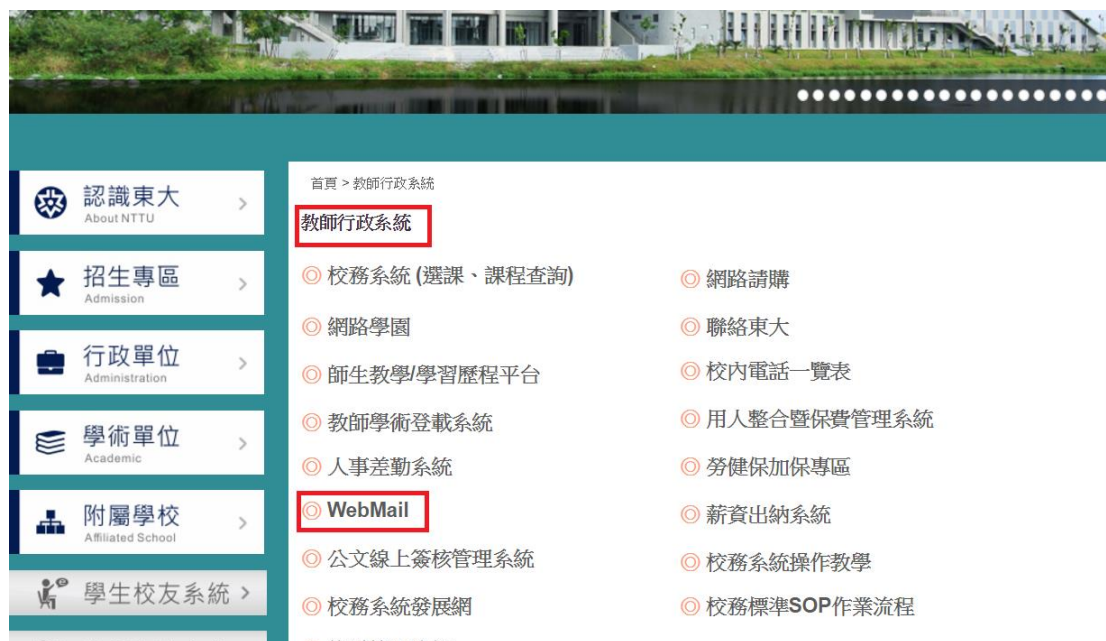 認識東大
About NTTU
招生專區
Admission
行政單位
Administration
學術單位
Academic
附屬學校
Affiliated School
學生校友系統
首頁 > 教師行政系統
教師行政系統
◎ 校務系統 (選課、課程查詢)
◎ 網路學園
◎ 師生教學/學習歷程平台
◎ 教師學術登載系統
◎ 人事差勤系統
◎ WebMail
◎ 公文線上簽核管理系統
◎ 校務系統發展網
◎ 網路請購
◎ 聯絡東大
◎ 校內電話一覽表
◎ 用人整合暨保費管理系統
◎ 勞健保加保專區
◎ 薪資出納系統
◎ 校務系統操作教學
◎ 校務標準SOP作業流程